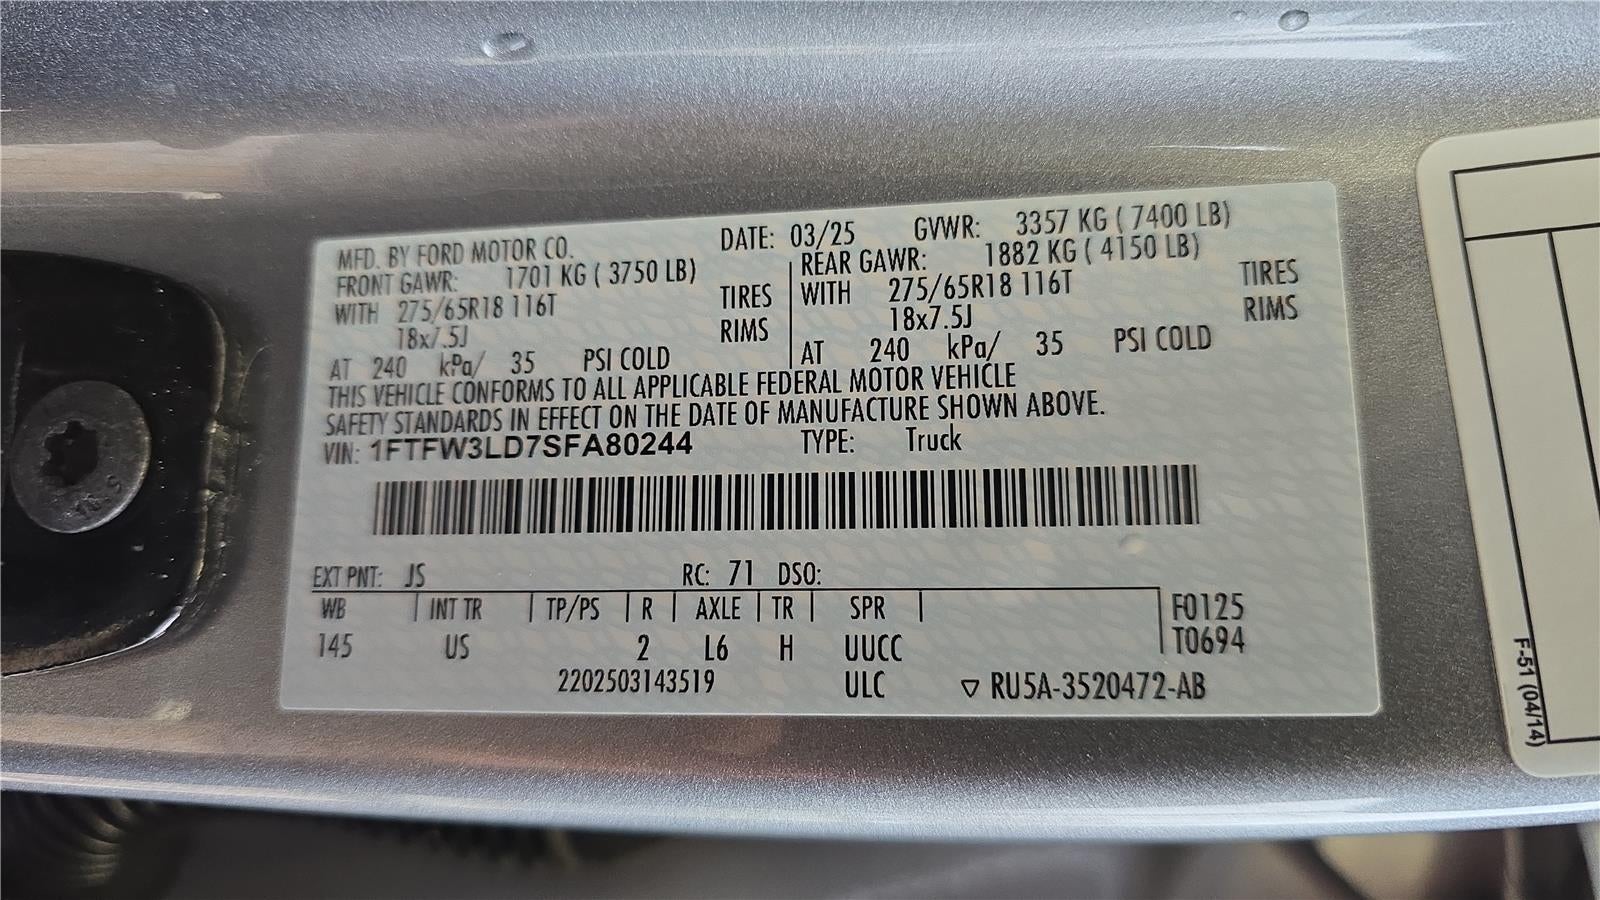 MFD. BY FORD MOTOR CO. DATE: 03/25 GVWR: 3357 KG ( 7400 LB)
FRONT GAWR: 1701 KG ( 3750 LB) REAR GAWR: 1882 KG ( 4150 LB)
WITH 275/65R18 116T TIRES WITH 275/65R18 116T TIRES
18x7.5J RIMS 18x7.5J RIMS
AT 240 kPa/ 35 PSI COLD AT 240 kPa/ 35 PSI COLD
THIS VEHICLE CONFORMS TO ALL APPLICABLE FEDERAL MOTOR VEHICLE
SAFETY STANDARDS IN EFFECT ON THE DATE OF MANUFACTURE SHOWN ABOVE.
VIN: 1FTFW3LD7SFA80244 TYPE: Truck
EXT PNT: JS RC: 71 DSO:
WB INT TR TP/PS R AXLE TR SPR F0125
145 US 2 L6 H UUCC T0694
2202503143519 ULC ▽ RU5A-3520472-AB
F-51 (04/14)
10.9